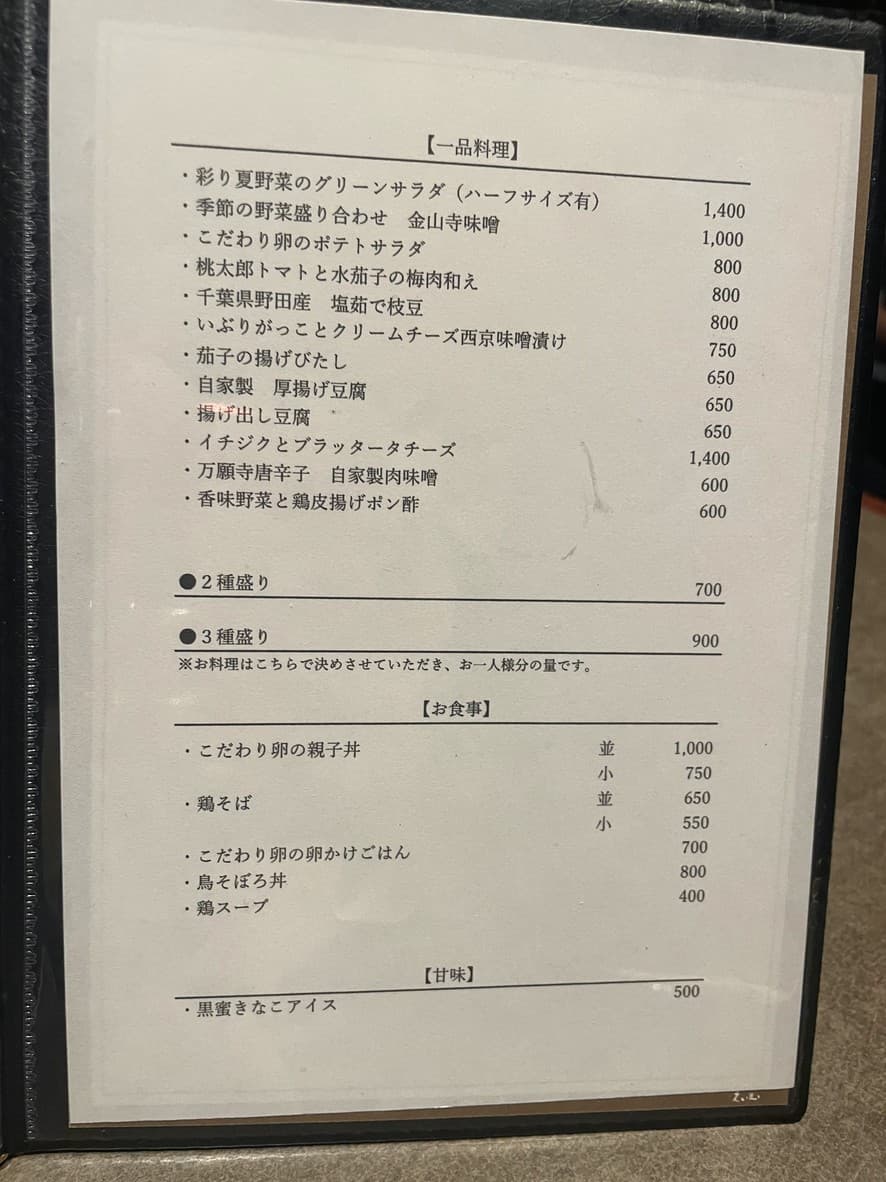 【一品料理】
・彩り夏野菜のグリーンサラダ（ハーフサイズ有） 1,400
・季節の野菜盛り合わせ　金山寺味噌 1,000
・こだわり卵のポテトサラダ 800
・桃太郎トマトと水茄子の梅肉和え 800
・千葉県野田産　塩茹で枝豆 800
・いぶりがっことクリームチーズ西京味噌漬け 750
・茄子の揚げびたし 650
・自家製　厚揚げ豆腐 650
・揚げ出し豆腐 650
・イチジクとブラッータタチーズ 1,400
・万願寺唐辛子　自家製肉味噌 600
・香味野菜と鶏皮揚げポン酢 600
●２種盛り 700
●３種盛り 900
※お料理はこちらで決めさせていただき、お一人様分の量です。
【お食事】
・こだわり卵の親子丼 並 1,000
小 750
・鶏そば 並 650
小 550
・こだわり卵の卵かけごはん 700
・鳥そぼろ丼 800
・鶏スープ 400
【甘味】
・黒蜜きなこアイス 500